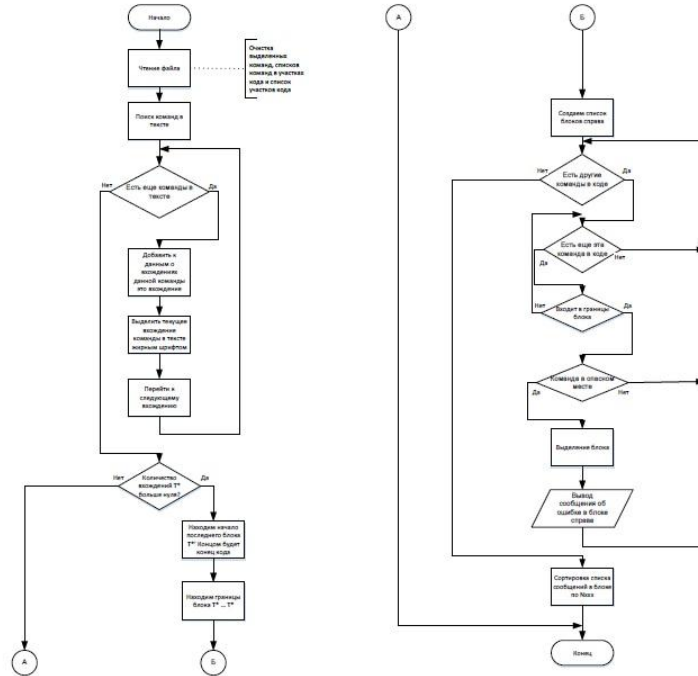 Начало
Чтение файла
Очистка
выделенных
команд, списков
команд в участках
кода и список
участков кода
Поиск команд в
тексте
Нет
Есть еще команды в
тексте
Да
Добавить к
данным о
вхождениях
данной команды
это вхождение
Выделить текущее
вхождение
команды в тексте
жирным шрифтом
Перейти к
следующему
вхождению
Нет
Количество
вхождений T*
больше нуля?
Да
Находим начало
последнего блока
T* Концом будет
конец кода
Находим границы
блока T* ... T*
А
Б
А
Б
Создаем список
блоков справа
Нет
Есть другие
команды в коде
Да
Есть еще эта
команда в коде
Да
Нет
Нет
Входит в границы
блока
Да
Команда в опасном
месте
Да
Нет
Выделение блока
Вывод
сообщения об
ошибке в блоке
справа
Сортировка списка
сообщений в блоке
по
Конец